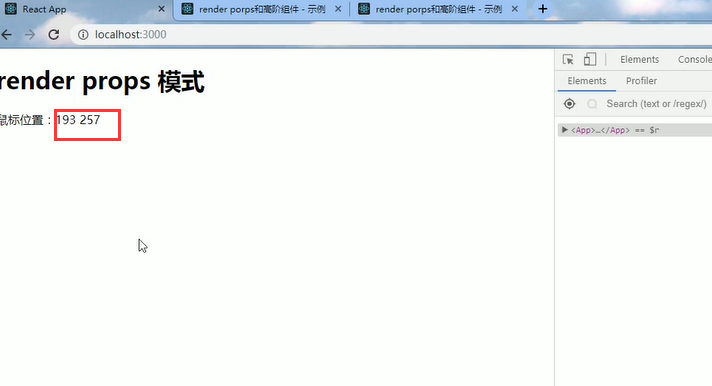 React App
render porps和高阶组件 - 示例
render porps和高阶组件 - 示例
localhost:3000
render props 模式
鼠标位置：193 257
Elements
Console
Elements
Profiler
Search (text or /regex/)
<App>…</App> == $r